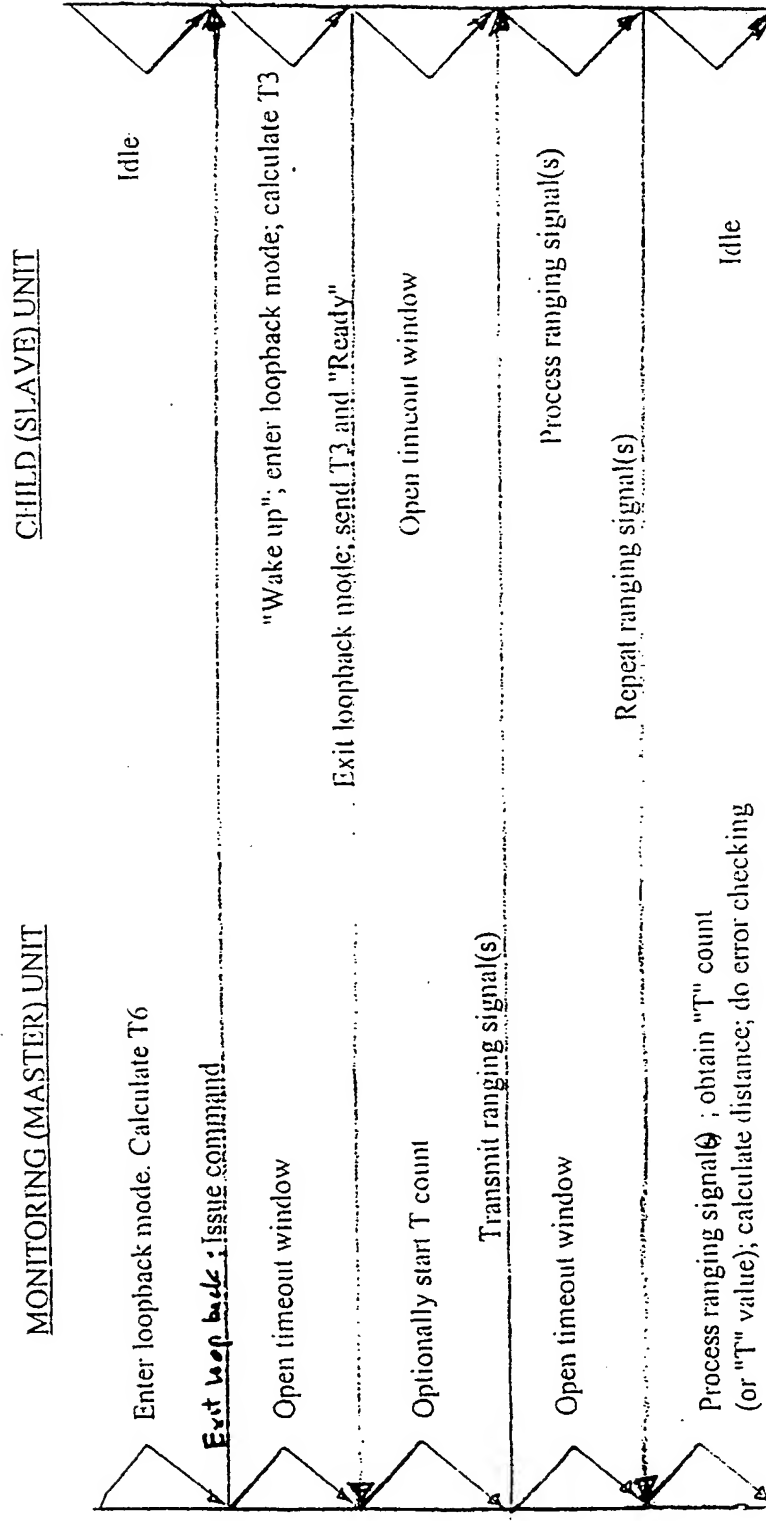 MONITORING (MASTER) UNIT
CHILD (SLAVE) UNIT
Enter loopback mode. Calculate T6
Idle
Exit loop back ; Issue command
Open timeout window
"Wake up"; enter loopback mode; calculate T3
Exit loopback mode; send T3 and "Ready"
Optionally start T count
Open timeout window
Transmit ranging signal(s)
Open timeout window
Process ranging signal(s)
Repeat ranging signal(s)
Process ranging signal(s) ; obtain "T" count
(or "T" value); calculate distance; do error checking
Idle